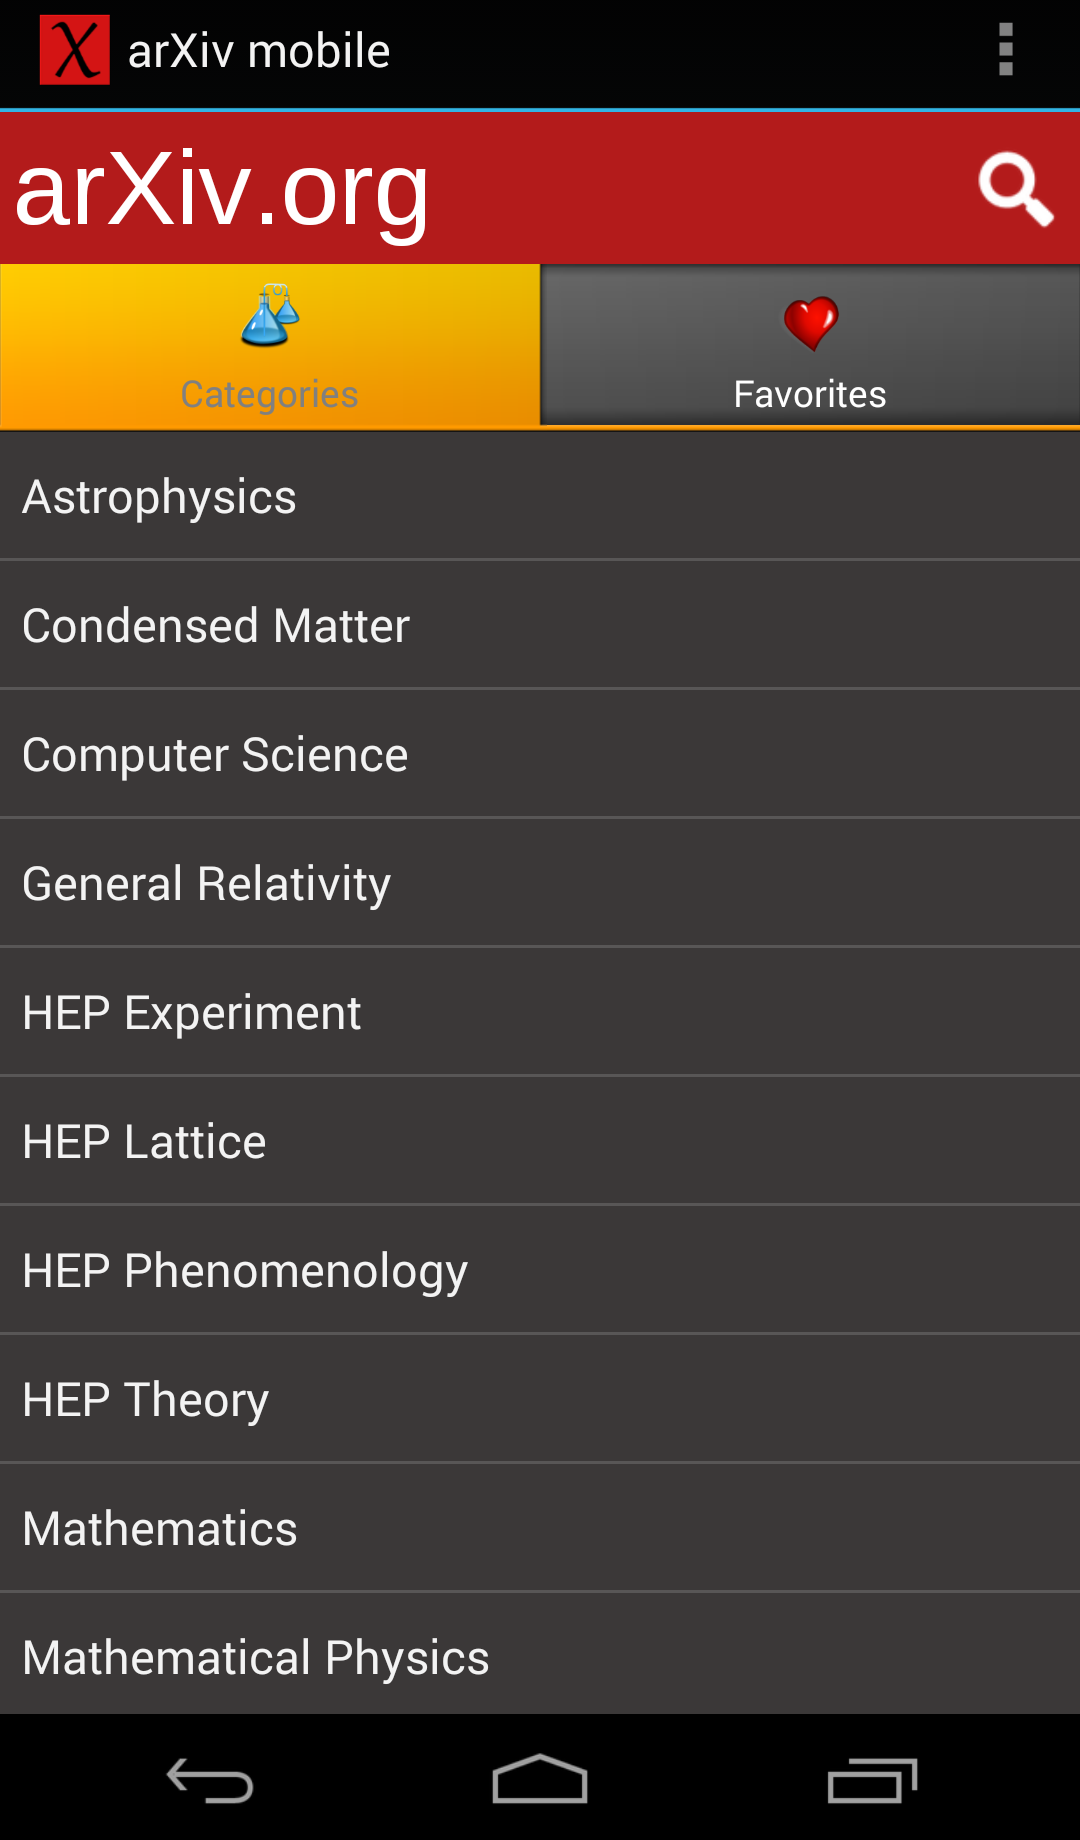 arXiv mobile
arXiv.org
Categories
Favorites
Astrophysics
Condensed Matter
Computer Science
General Relativity
HEP Experiment
HEP Lattice
HEP Phenomenology
HEP Theory
Mathematics
Mathematical Physics